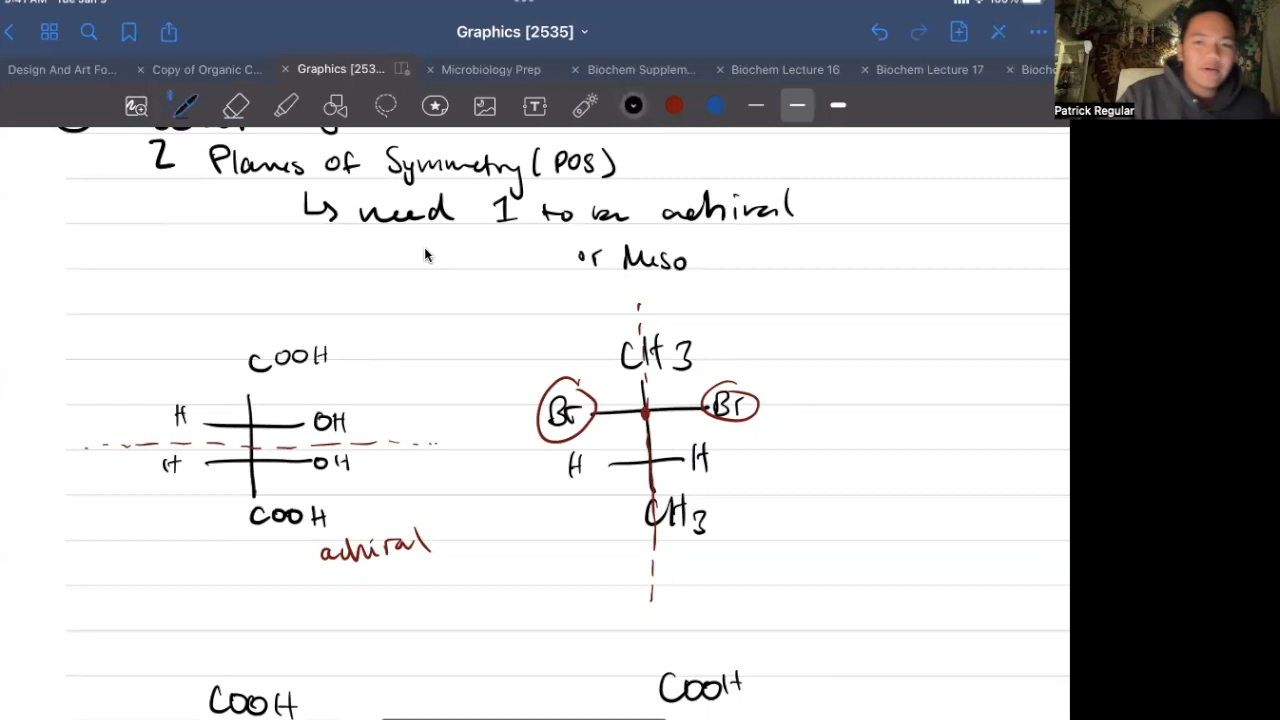 Graphics [2535]
Design And Art Fo...
Copy of Organic C...
Graphics [253...
Microbiology Prep
Biochem Supplem...
Biochem Lecture 16
Biochem Lecture 17
Patrick Regular
2 Planes of Symmetry (POS)
↳ need 1 to be achiral
or Meso
COOH
H OH
H OH
COOH
achiral
CH3
Br Br
H H
CH3
COOH
COOH